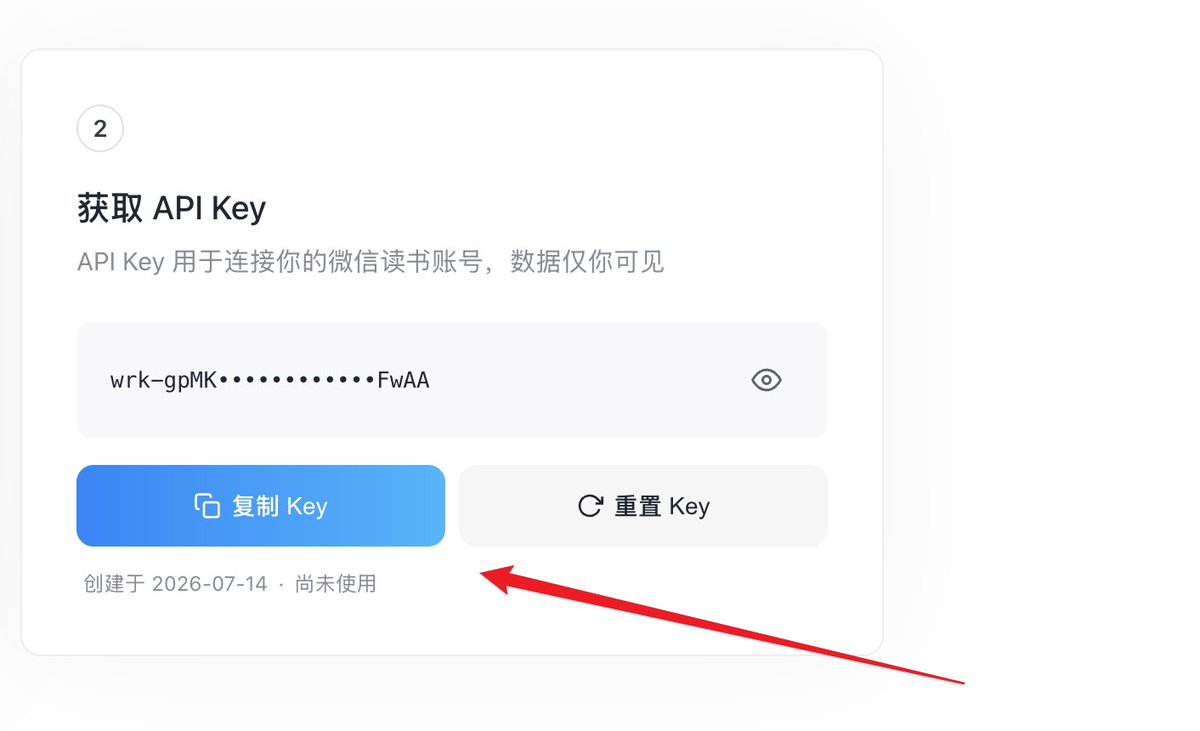 2
获取 API Key
API Key 用于连接你的微信读书账号，数据仅你可见
wrk-gpMK••••••••••••FwAA
复制 Key
重置 Key
创建于 2026-07-14 · 尚未使用